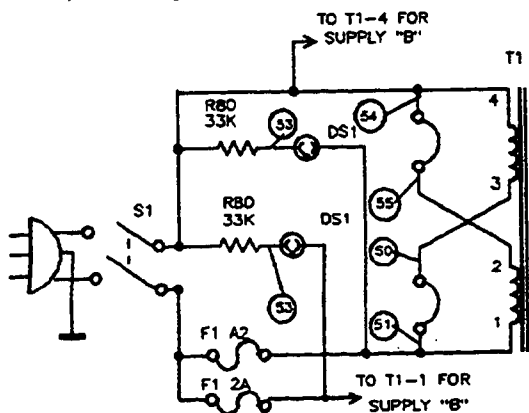 TO T1-4 FOR
SUPPLY "B"
T1
R80
33K
53
DS1
54
4
55
3
S1
R80
33K
DS1
50
2
53
51
1
F1 A2
F1 2A
TO T1-1 FOR
SUPPLY "B"